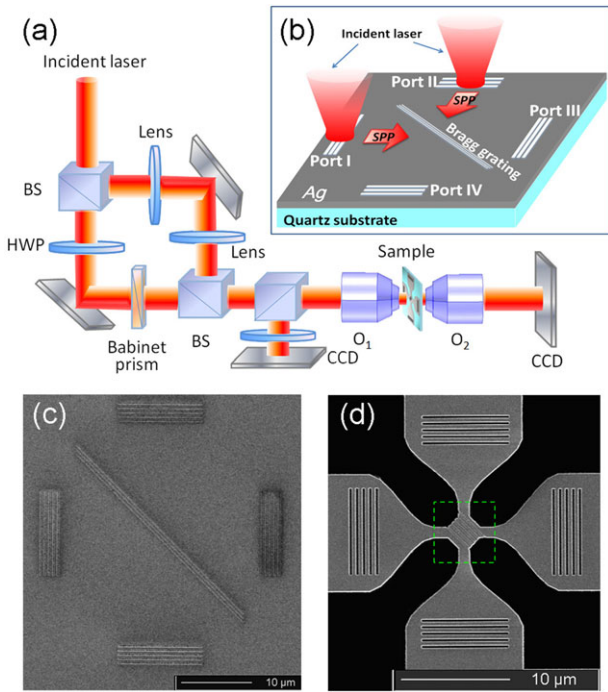 (a)
Incident laser
Lens
BS
HWP
Lens
Babinet
prism
BS
CCD
O1
Sample
O2
CCD
(b)
Incident laser
Port II
SPP
Port III
SPP
Port I
Bragg grating
Port IV
Ag
Quartz substrate
(c)
10 μm
(d)
10 μm